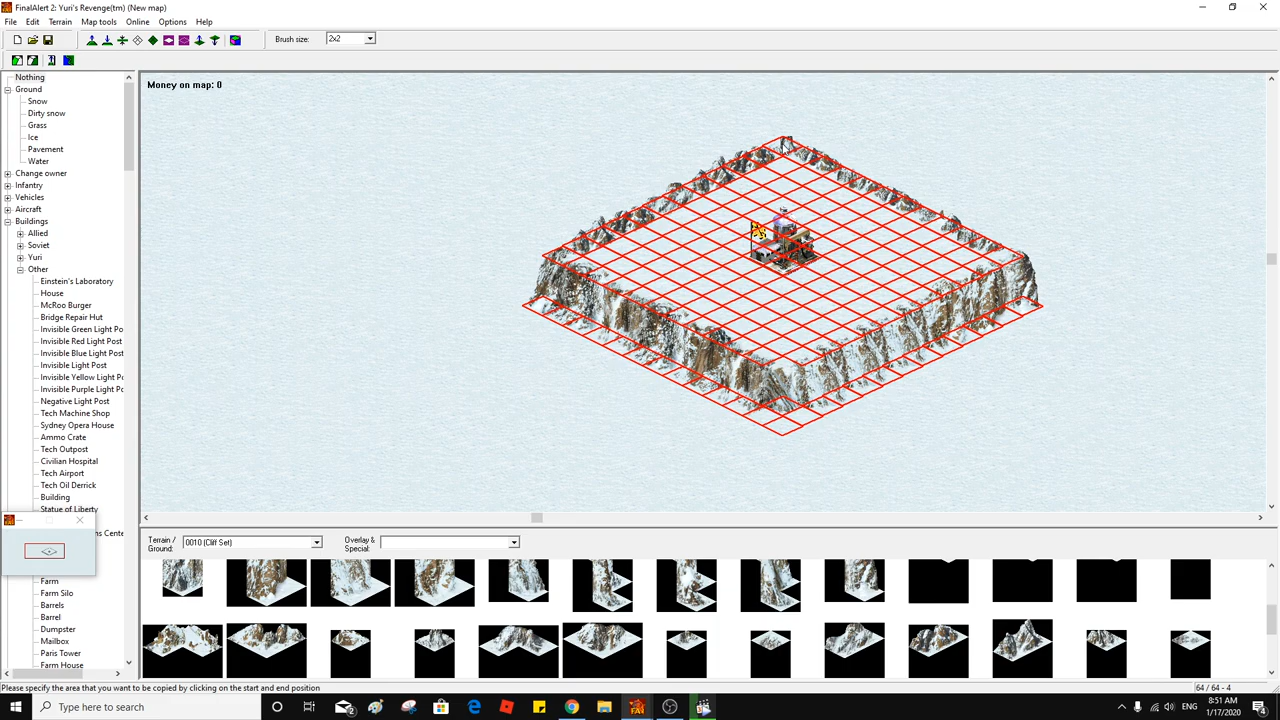 FinalAlert 2: Yuri's Revenge(tm) (New map)
File Edit Terrain Map tools Online Options Help
Brush size: 2x2
Nothing
Ground
Snow
Dirty snow
Grass
Ice
Pavement
Water
Change owner
Infantry
Vehicles
Aircraft
Buildings
Allied
Soviet
Yuri
Other
Einstein's Laboratory
House
McRoo Burger
Bridge Repair Hut
Invisible Green Light Po
Invisible Red Light Post
Invisible Blue Light Post
Invisible Light Post
Invisible Yellow Light Po
Invisible Purple Light Po
Negative Light Post
Tech Machine Shop
Sydney Opera House
Ammo Crate
Tech Outpost
Civilian Hospital
Tech Airport
Tech Oil Derrick
Building
Statue of Liberty
ns Cente
Farm
Farm Silo
Barrels
Barrel
Dumpster
Mailbox
Paris Tower
Farm House
Money on map: 0
Terrain / Ground: 0010 (Cliff Set)
Overlay & Special:
Please specify the area that you want to be copied by clicking on the start and end position
64 / 64 - 4
Type here to search
ENG
8:51 AM
1/17/2020